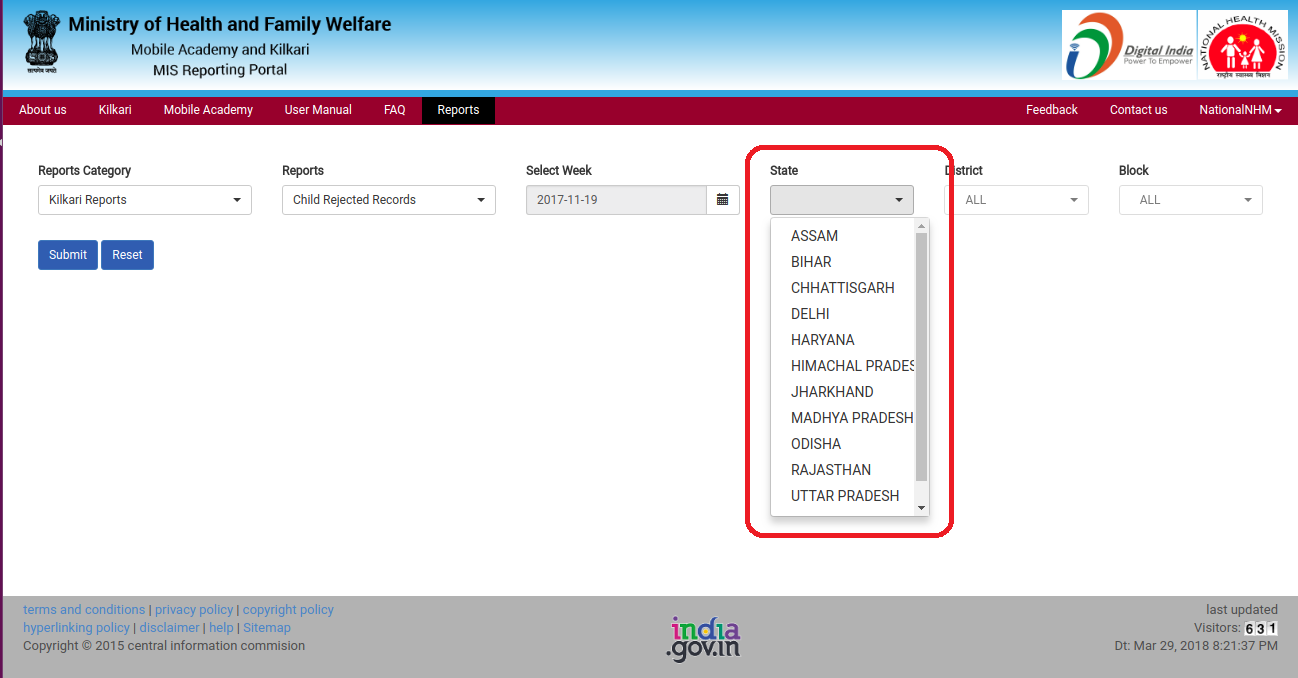 Ministry of Health and Family Welfare
Mobile Academy and Kilkari
MIS Reporting Portal
सत्यमेव जयते
Digital India
Power To Empower
NATIONAL HEALTH MISSION
राष्ट्रीय स्वास्थ्य मिशन
About us Kilkari Mobile Academy User Manual FAQ Reports Feedback Contact us NationalNHM
Reports Category Reports Select Week State District Block
Kilkari Reports Child Rejected Records 2017-11-19 ALL ALL
Submit Reset
ASSAM
BIHAR
CHHATTISGARH
DELHI
HARYANA
HIMACHAL PRADES
JHARKHAND
MADHYA PRADESH
ODISHA
RAJASTHAN
UTTAR PRADESH
terms and conditions | privacy policy | copyright policy
hyperlinking policy | disclaimer | help | Sitemap
Copyright © 2015 central information commision
india
.gov.in
last updated
Visitors: 631
Dt: Mar 29, 2018 8:21:37 PM